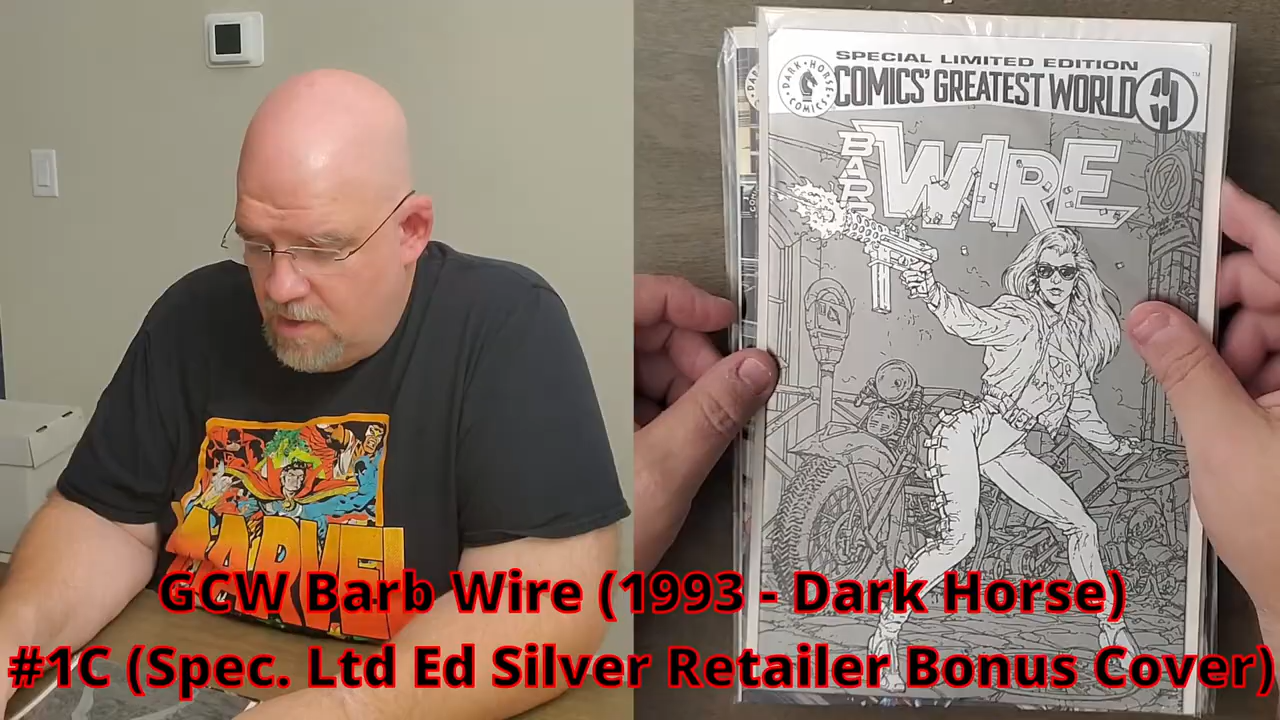 SPECIAL LIMITED EDITION
DARK HORSE COMICS
COMICS' GREATEST WORLD
TM
BARB
WIRE
MARVEL
GCW Barb Wire (1993 - Dark Horse)
#1C (Spec. Ltd Ed Silver Retailer Bonus Cover)